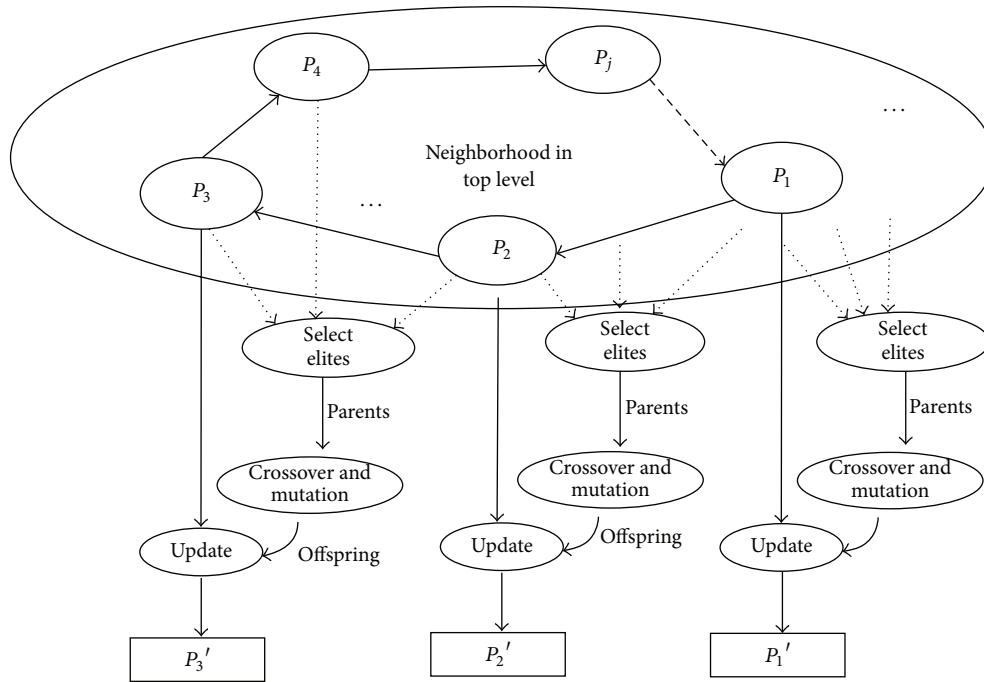 P4
Pj
...
Neighborhood in
top level
P3
P1
...
P2
Select
elites
Select
elites
Select
elites
Parents
Parents
Parents
Crossover and
mutation
Crossover and
mutation
Crossover and
mutation
Update
Offspring
Update
Offspring
Update
P3′
P2′
P1′